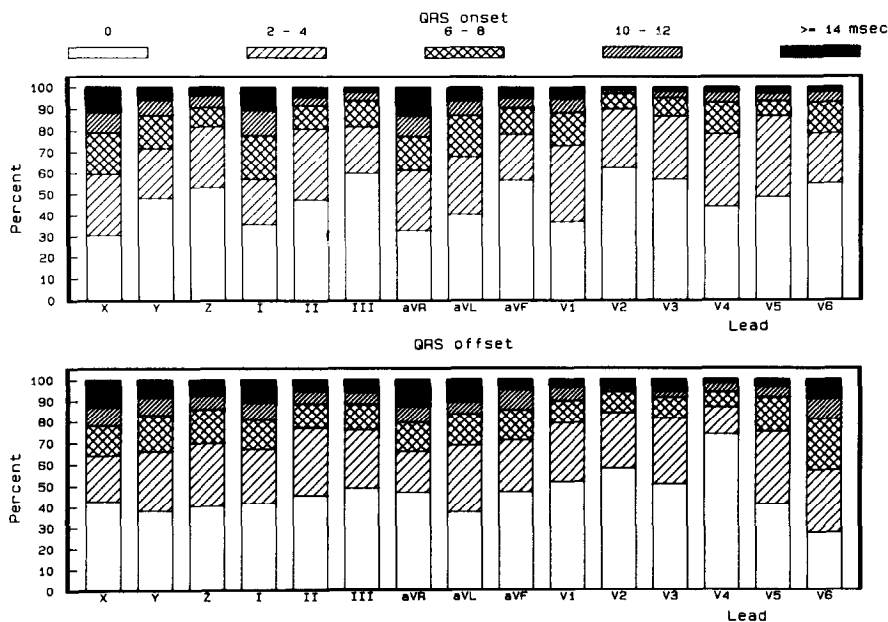 QRS onset
0 2 - 4 6 - 8 10 - 12 >= 14 msec
100
90
80
70
60
50
40
30
20
10
0
Percent
X Y Z I II III aVR aVL aVF V1 V2 V3 V4 V5 V6
Lead
QRS offset
100
90
80
70
60
50
40
30
20
10
0
Percent
X Y Z I II III aVR aVL aVF V1 V2 V3 V4 V5 V6
Lead